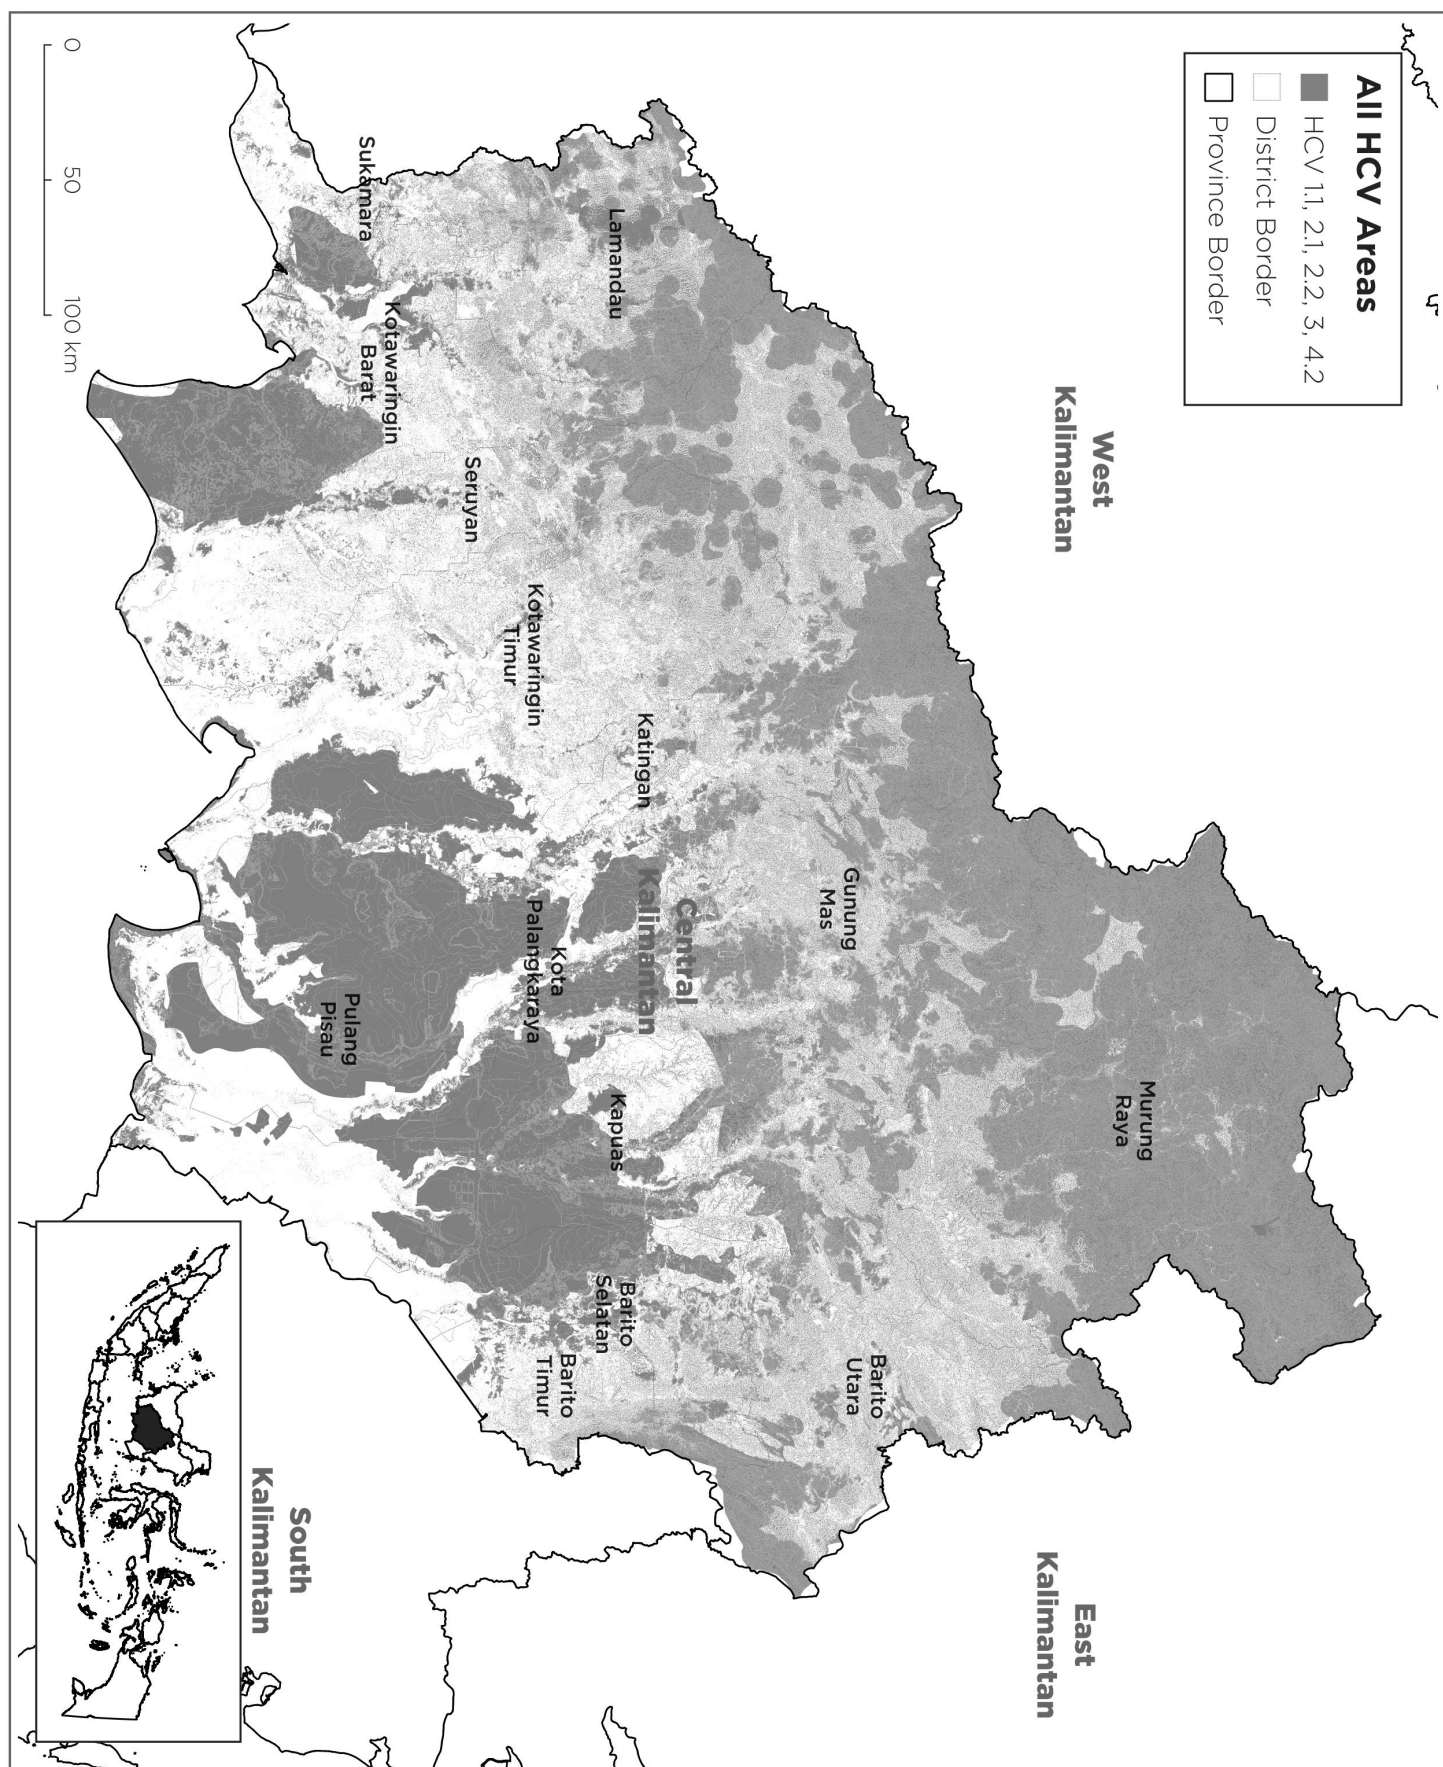 All HCV Areas
HCV 1.1, 2.1, 2.2, 3, 4.2
District Border
Province Border
West
Kalimantan
East
Kalimantan
Murung
Raya
Gunung
Mas
Barito
Utara
Central
Kalimantan
Lamandau
Katingan
Kapuas
Barito
Selatan
Kotawaringin
Timur
Kota
Palangkaraya
Barito
Timur
Seruyan
Sukamara
Kotawaringin
Barat
Pulang
Pisau
South
Kalimantan
0 50 100 km